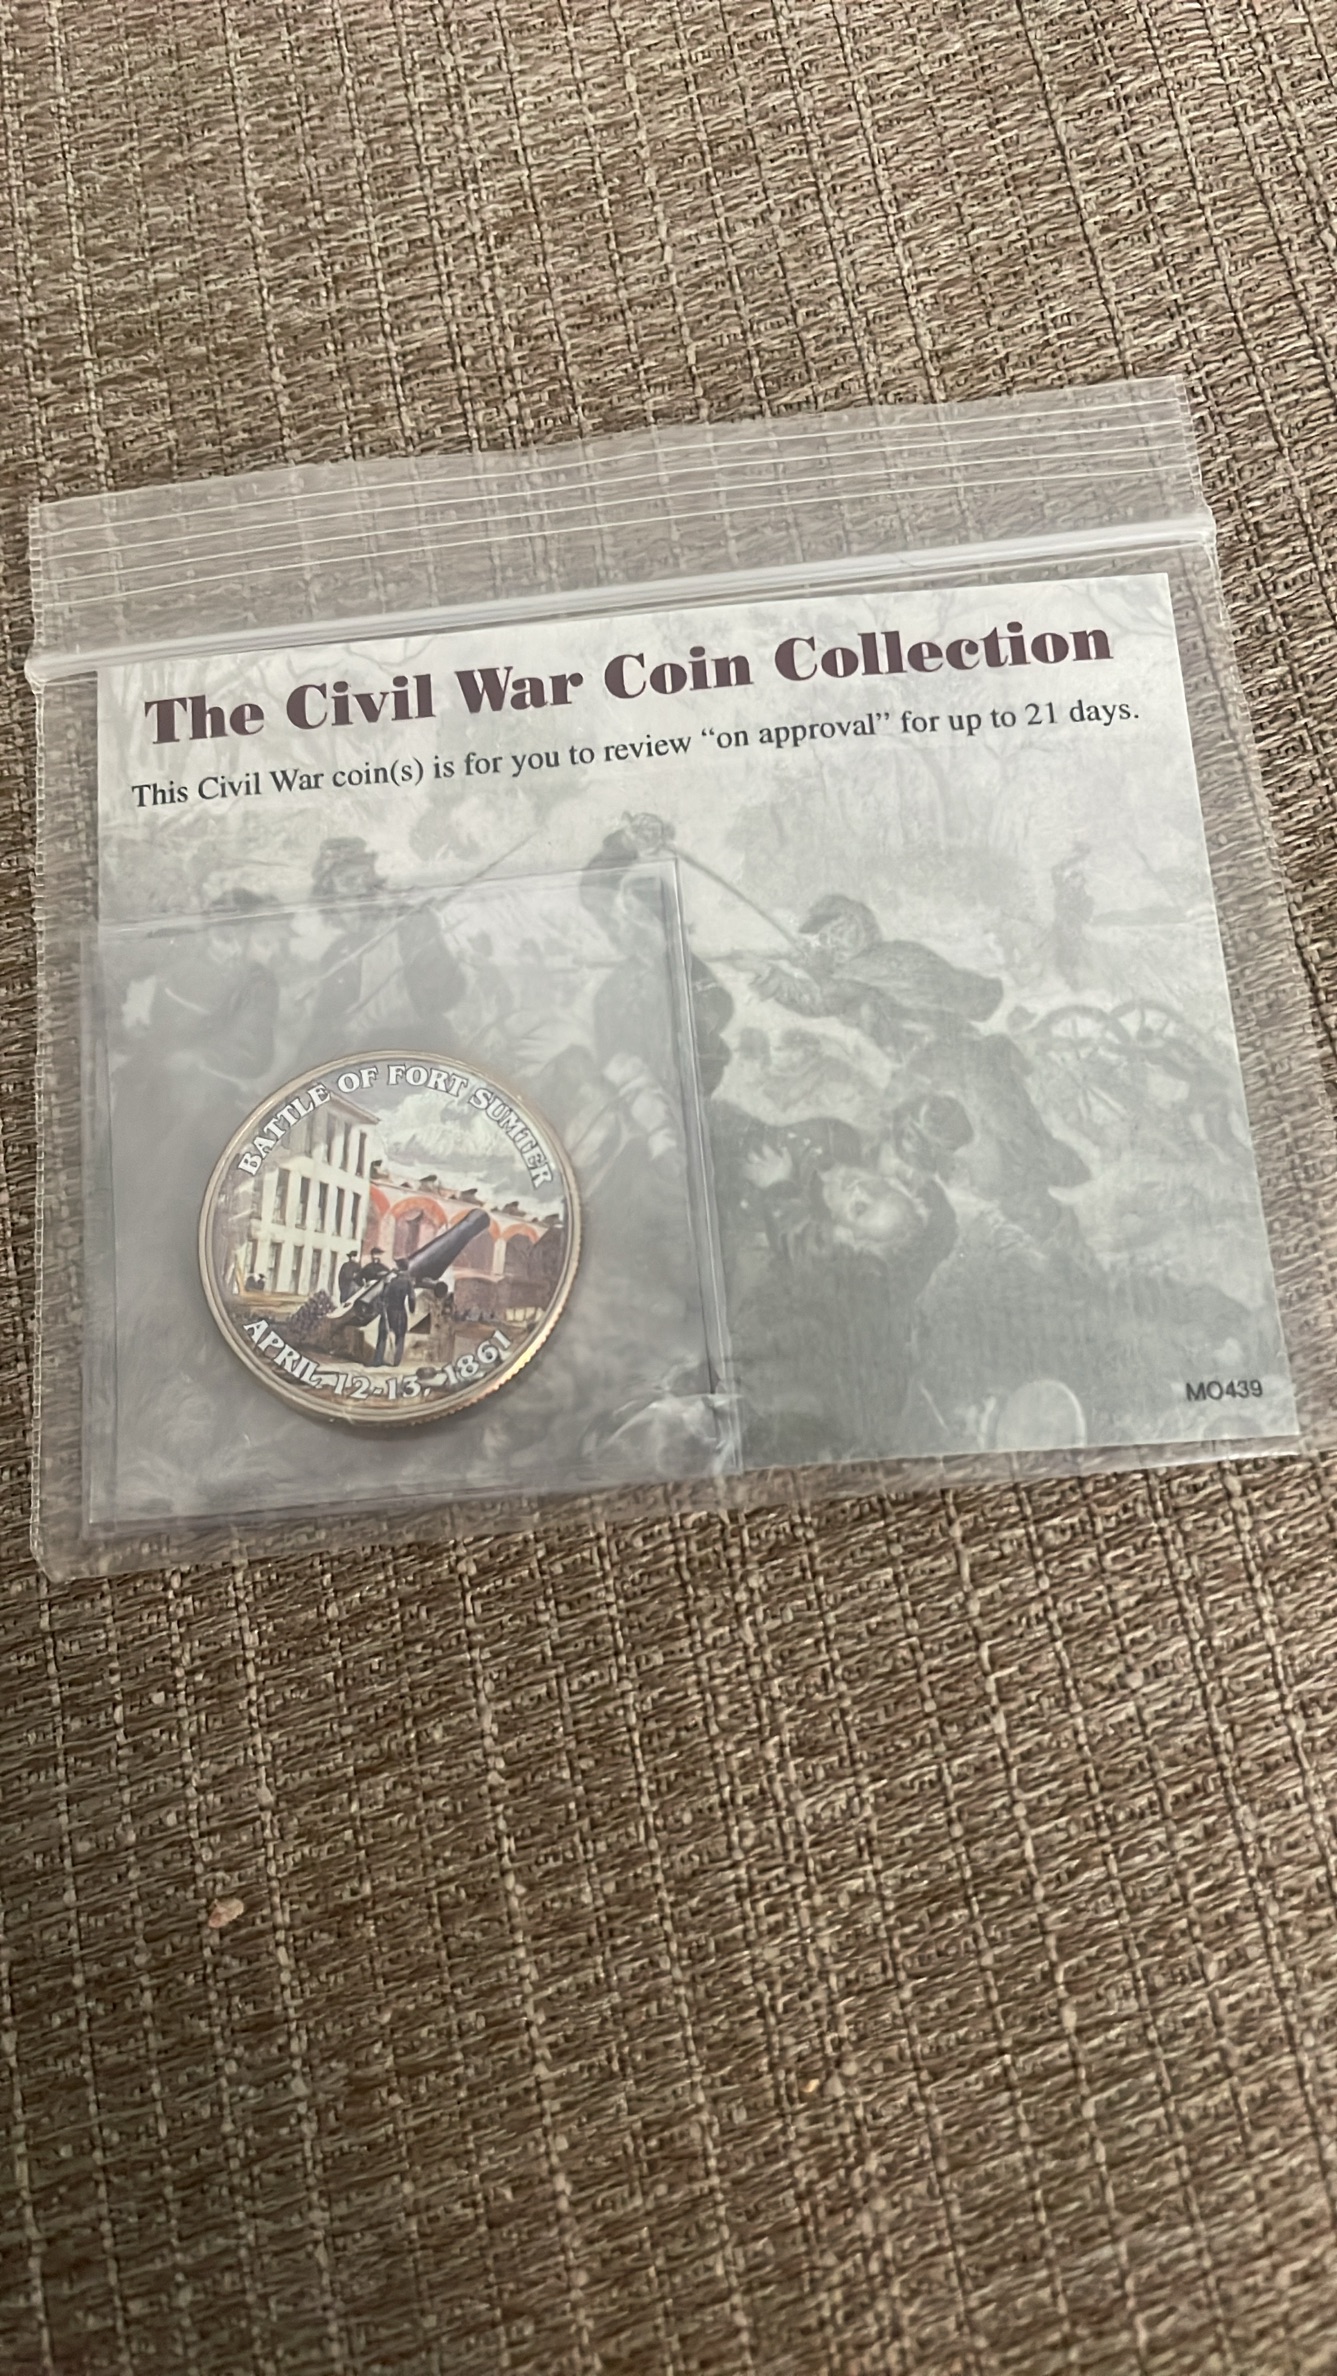 The Civil War Coin Collection
This Civil War coin(s) is for you to review “on approval” for up to 21 days.
BATTLE OF FORT SUMTER
APRIL 12-13, 1861
MO439